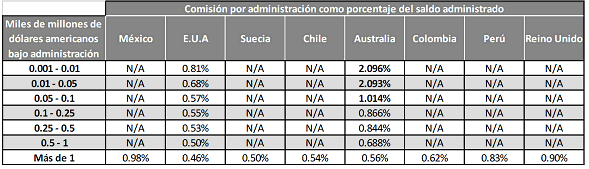 Miles de millones de dólares americanos bajo administración Comisión por administración como porcentaje del saldo administrado
México E.U.A Suecia Chile Australia Colombia Perú Reino Unido
0.001 - 0.01 N/A 0.81% N/A N/A 2.096% N/A N/A N/A
0.01 - 0.05 N/A 0.68% N/A N/A 2.093% N/A N/A N/A
0.05 - 0.1 N/A 0.57% N/A N/A 1.014% N/A N/A N/A
0.1 - 0.25 N/A 0.55% N/A N/A 0.866% N/A N/A N/A
0.25 - 0.5 N/A 0.53% N/A N/A 0.844% N/A N/A N/A
0.5 - 1 N/A 0.50% N/A N/A 0.688% N/A N/A N/A
Más de 1 0.98% 0.46% 0.50% 0.54% 0.56% 0.62% 0.83% 0.90%